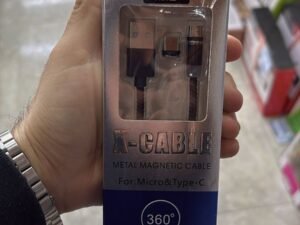 X-CABLE
METAL MAGNETIC CABLE
For:Micro&Type-C
360°